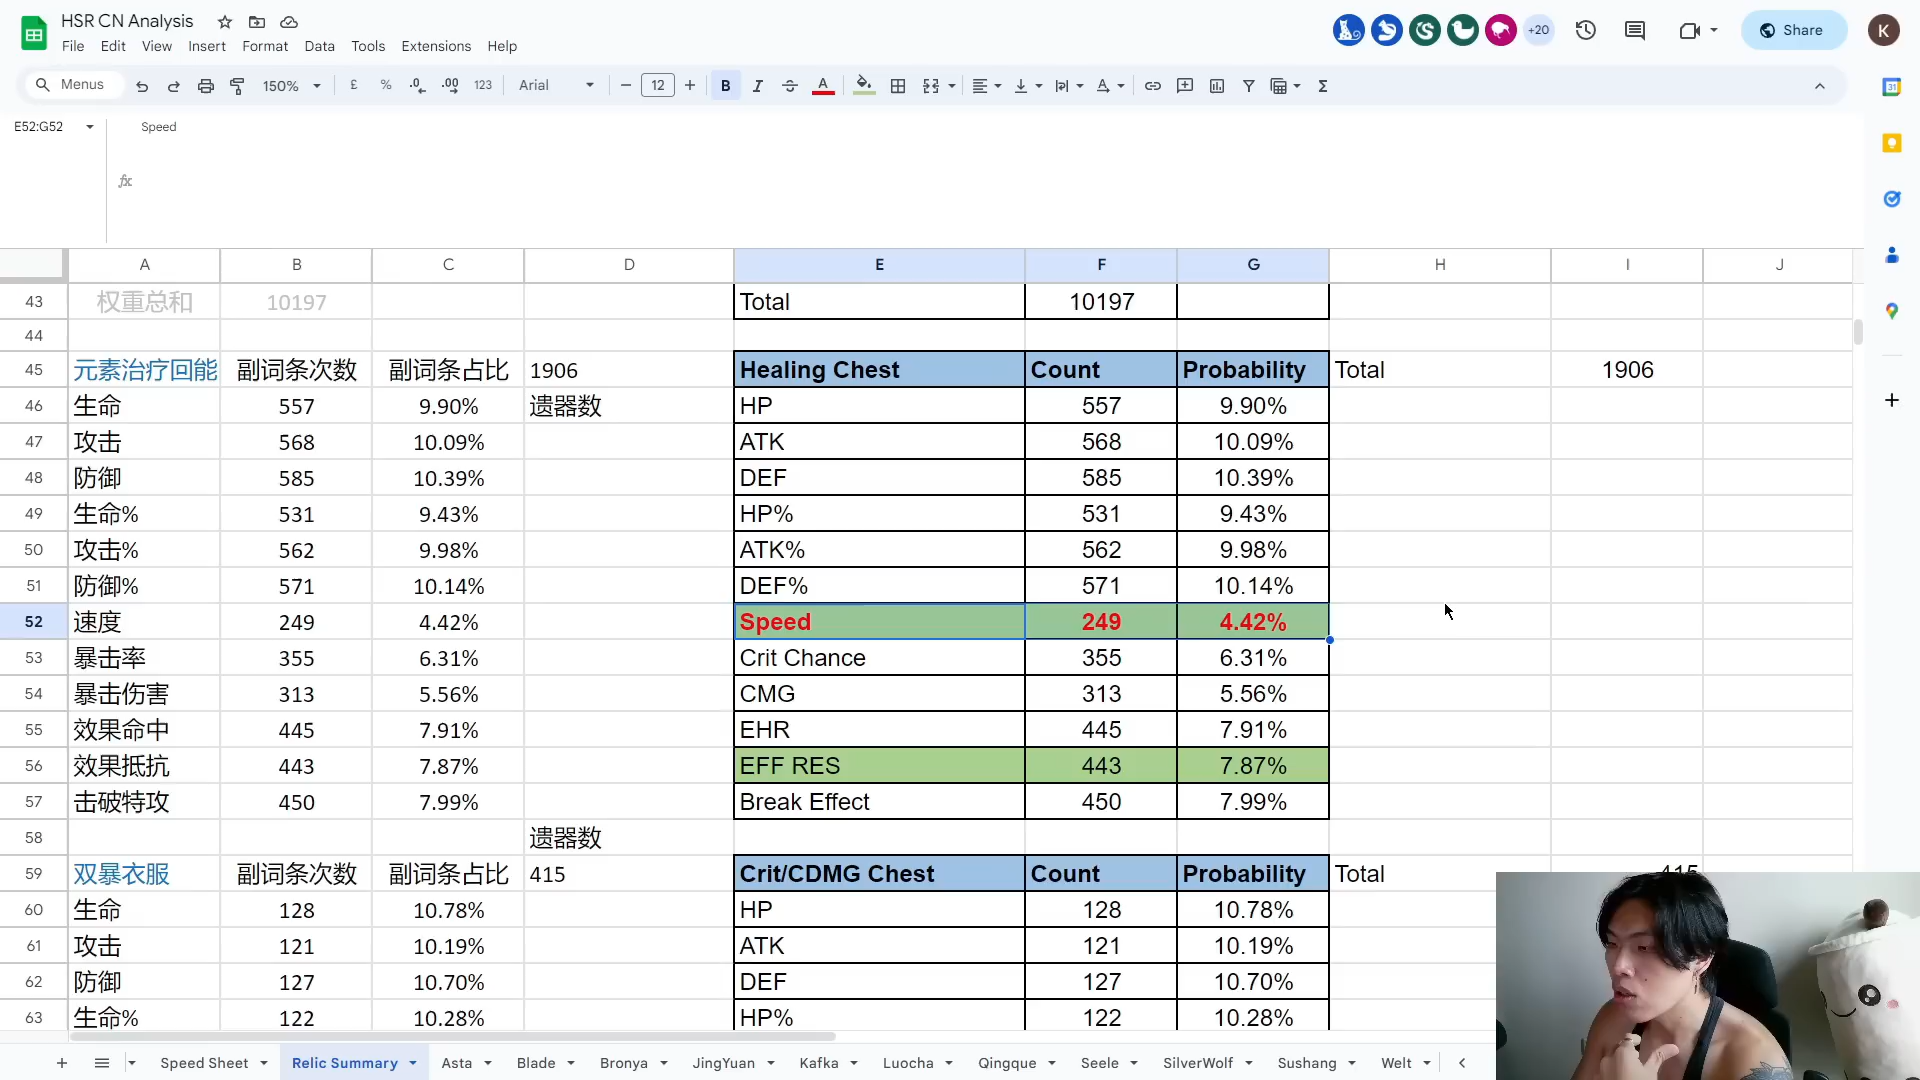 HSR CN Analysis
File Edit View Insert Format Data Tools Extensions Help
+20
Share
K
Menus
150%
£
%
.0
.00
123
Arial
12
B
I
A
Σ
31
E52:G52
Speed
fx
A B C D E F G H I J
43 权重总和 10197 Total 10197
44
45 元素治疗回能 副词条次数 副词条占比 1906 Healing Chest Count Probability Total 1906
46 生命 557 9.90% 遗器数 HP 557 9.90%
47 攻击 568 10.09% ATK 568 10.09%
48 防御 585 10.39% DEF 585 10.39%
49 生命% 531 9.43% HP% 531 9.43%
50 攻击% 562 9.98% ATK% 562 9.98%
51 防御% 571 10.14% DEF% 571 10.14%
52 速度 249 4.42% Speed 249 4.42%
53 暴击率 355 6.31% Crit Chance 355 6.31%
54 暴击伤害 313 5.56% CMG 313 5.56%
55 效果命中 445 7.91% EHR 445 7.91%
56 效果抵抗 443 7.87% EFF RES 443 7.87%
57 击破特攻 450 7.99% Break Effect 450 7.99%
58 遗器数
59 双暴衣服 副词条次数 副词条占比 415 Crit/CDMG Chest Count Probability Total 415
60 生命 128 10.78% HP 128 10.78%
61 攻击 121 10.19% ATK 121 10.19%
62 防御 127 10.70% DEF 127 10.70%
63 生命% 122 10.28% HP% 122 10.28%
Speed Sheet Relic Summary Asta Blade Bronya JingYuan Kafka Luocha Qingque Seele SilverWolf Sushang Welt